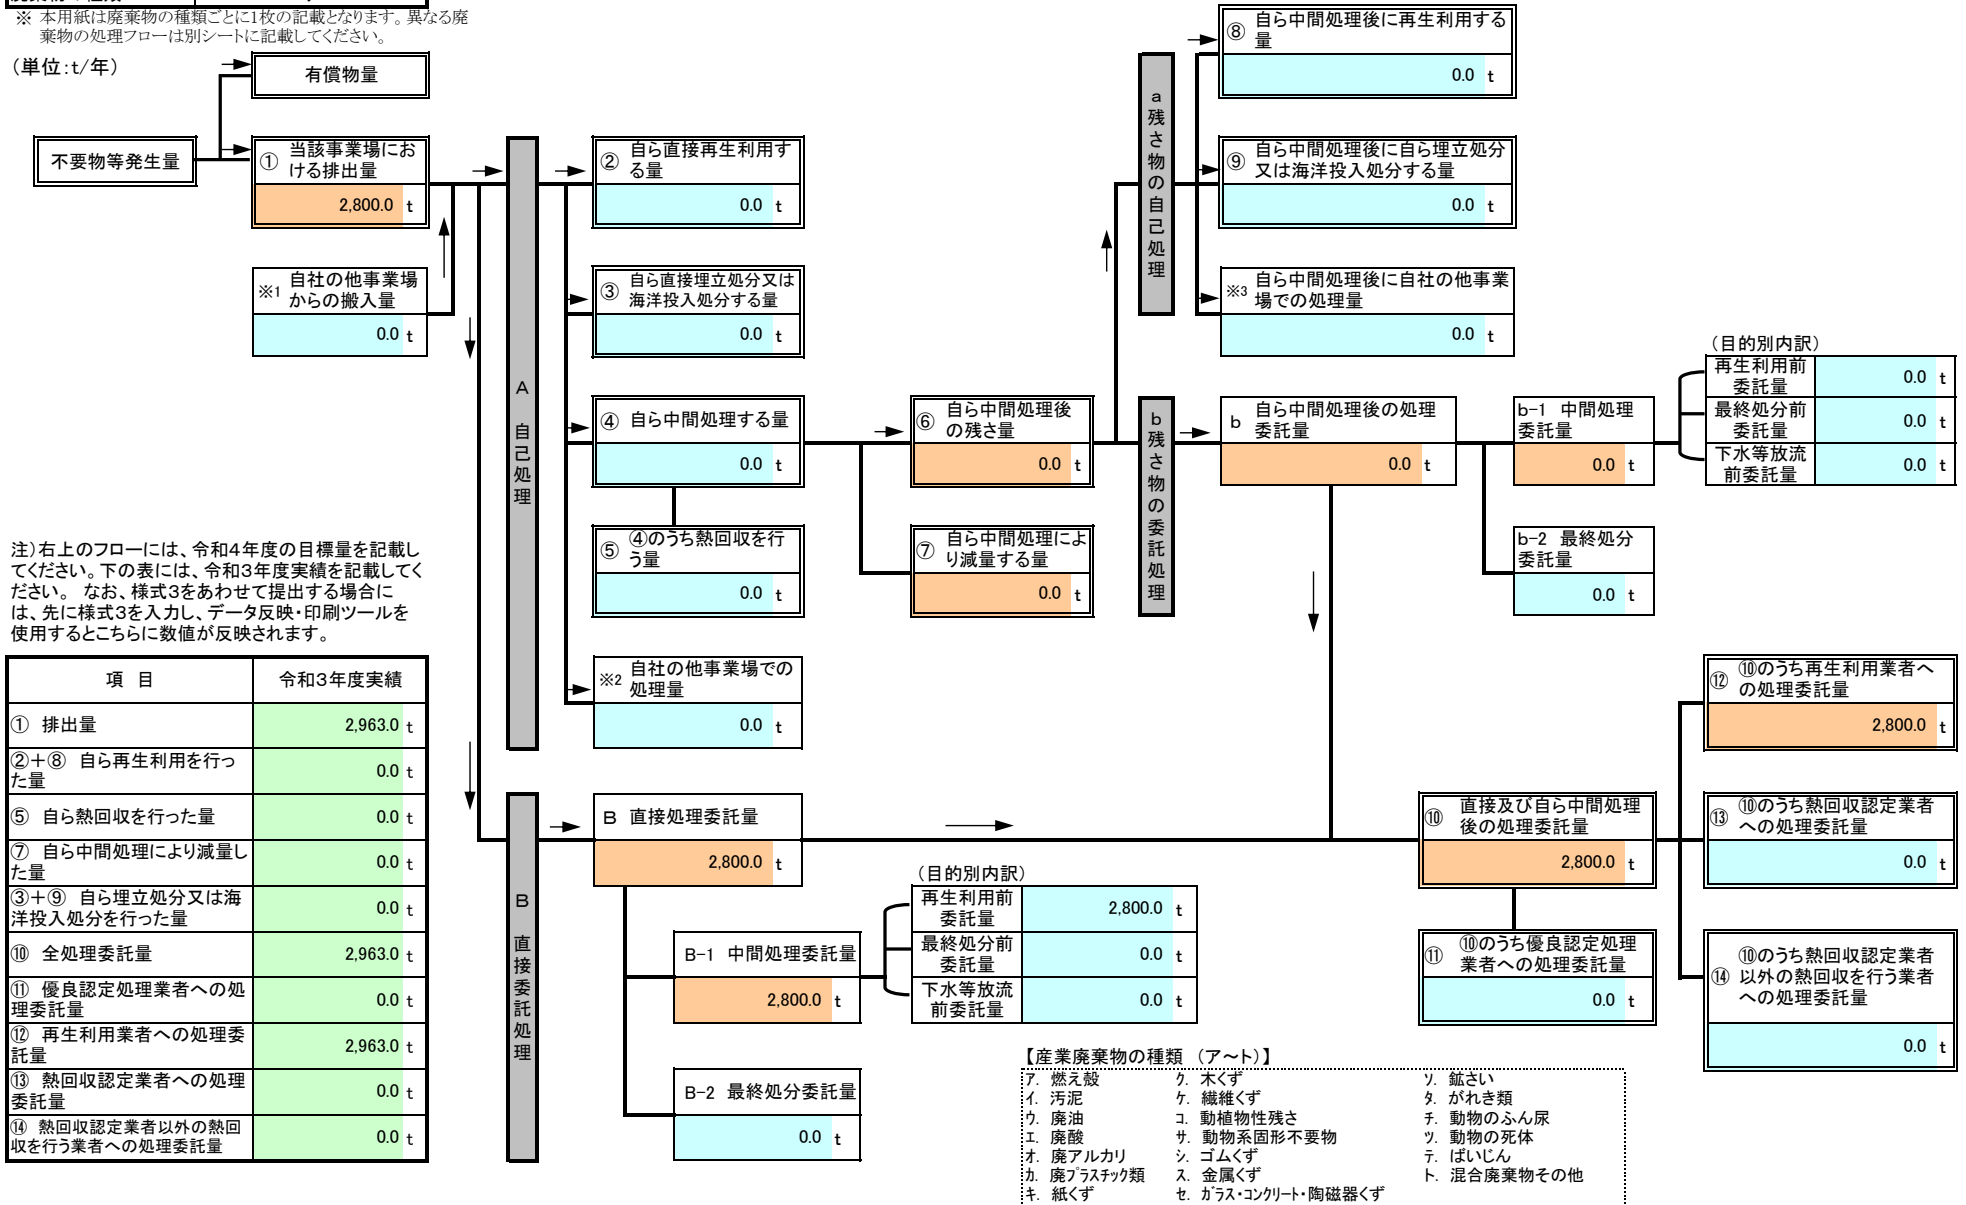 ※ 本用紙は廃棄物の種類ごとに1枚の記載となります。異なる廃
棄物の処理フローは別シートに記載してください。
(単位:t/年)
有償物量
不要物等発生量
① 当該事業場にお
ける排出量
2,800.0 t
※1 自社の他事業場
からの搬入量
0.0 t
A 自己処理
② 自ら直接再生利用す
る量
0.0 t
③ 自ら直接埋立処分又は
海洋投入処分する量
0.0 t
④ 自ら中間処理する量
0.0 t
⑤ ④のうち熱回収を行
う量
0.0 t
※2 自社の他事業場での
処理量
0.0 t
⑥ 自ら中間処理後
の残さ量
0.0 t
⑦ 自ら中間処理によ
り減量する量
0.0 t
a 残さ物の自己処理
⑧ 自ら中間処理後に再生利用する
量
0.0 t
⑨ 自ら中間処理後に自ら埋立処分
又は海洋投入処分する量
0.0 t
※3 自ら中間処理後に自社の他事業
場での処理量
0.0 t
b 残さ物の委託処理
b 自ら中間処理後の処理
委託量
0.0 t
b-1 中間処理
委託量
0.0 t
b-2 最終処分
委託量
0.0 t
(目的別内訳)
再生利用前
委託量
0.0 t
最終処分前
委託量
0.0 t
下水等放流
前委託量
0.0 t
注)右上のフローには、令和4年度の目標量を記載し
てください。下の表には、令和3年度実績を記載してく
ださい。 なお、様式3をあわせて提出する場合に
は、先に様式3を入力し、データ反映・印刷ツールを
使用するとこちらに数値が反映されます。
項 目 令和3年度実績
① 排出量 2,963.0 t
②+⑧ 自ら再生利用を行っ
た量 0.0 t
⑤ 自ら熱回収を行った量 0.0 t
⑦ 自ら中間処理により減量し
た量 0.0 t
③+⑨ 自ら埋立処分又は海
洋投入処分を行った量 0.0 t
⑩ 全処理委託量 2,963.0 t
⑪ 優良認定処理業者への処
理委託量 0.0 t
⑫ 再生利用業者への処理委
託量 2,963.0 t
⑬ 熱回収認定業者への処理
委託量 0.0 t
⑭ 熱回収認定業者以外の熱回
収を行う業者への処理委託量 0.0 t
B 直接委託処理
B 直接処理委託量
2,800.0 t
B-1 中間処理委託量
2,800.0 t
B-2 最終処分委託量
0.0 t
(目的別内訳)
再生利用前
委託量
2,800.0 t
最終処分前
委託量
0.0 t
下水等放流
前委託量
0.0 t
⑩ 直接及び自ら中間処理
後の処理委託量
2,800.0 t
⑪ ⑩のうち優良認定処理
業者への処理委託量
0.0 t
⑫ ⑩のうち再生利用業者へ
の処理委託量
2,800.0 t
⑬ ⑩のうち熱回収認定業者
への処理委託量
0.0 t
⑭ ⑩のうち熱回収認定業者
以外の熱回収を行う業者
への処理委託量
0.0 t
【産業廃棄物の種類 (ア~ト)】
ア. 燃え殻 ク. 木くず ソ. 鉱さい
イ. 汚泥 ケ. 繊維くず タ. がれき類
ウ. 廃油 コ. 動植物性残さ チ. 動物のふん尿
エ. 廃酸 サ. 動物系固形不要物 ツ. 動物の死体
オ. 廃アルカリ シ. ゴムくず テ. ばいじん
カ. 廃プラスチック類 ス. 金属くず ト. 混合廃棄物その他
キ. 紙くず セ. ガラス・コンクリート・陶磁器くず